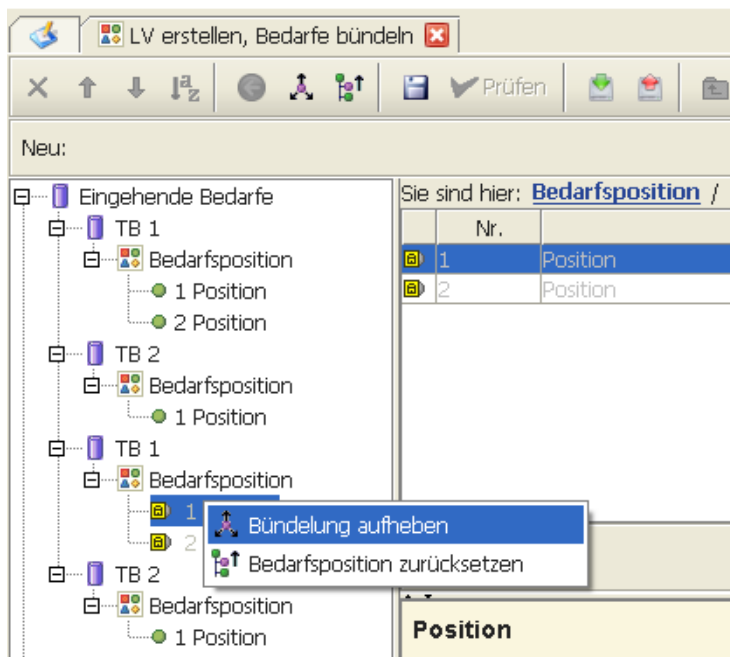 LV erstellen, Bedarfe bündeln
Prüfen
Neu:
Eingehende Bedarfe
TB 1
Bedarfsposition
1 Position
2 Position
TB 2
Bedarfsposition
1 Position
TB 1
Bedarfsposition
1
2
TB 2
Bedarfsposition
1 Position
Bündelung aufheben
Bedarfsposition zurücksetzen
Sie sind hier: Bedarfsposition /
Nr.
1 Position
2 Position
Position